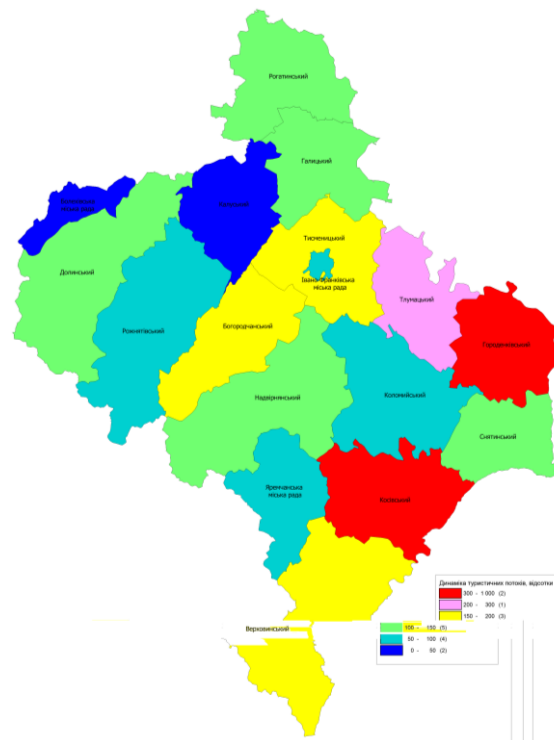 Рогатинський
Галицький
Тисменицький
Івано-Франківська
міська рада
Долинський
Рожнятівський
Богородчанський
Тлумацький
Городенківський
Надвірнянський
Коломийський
Снятинський
Яремчанська
міська рада
Косівський
Верховинський
Динаміка туристичних потоків, відсотки
300 - 1 000 (2)
200 - 300 (1)
150 - 200 (3)
100 - 150 (5)
50 - 100 (4)
0 - 50 (2)